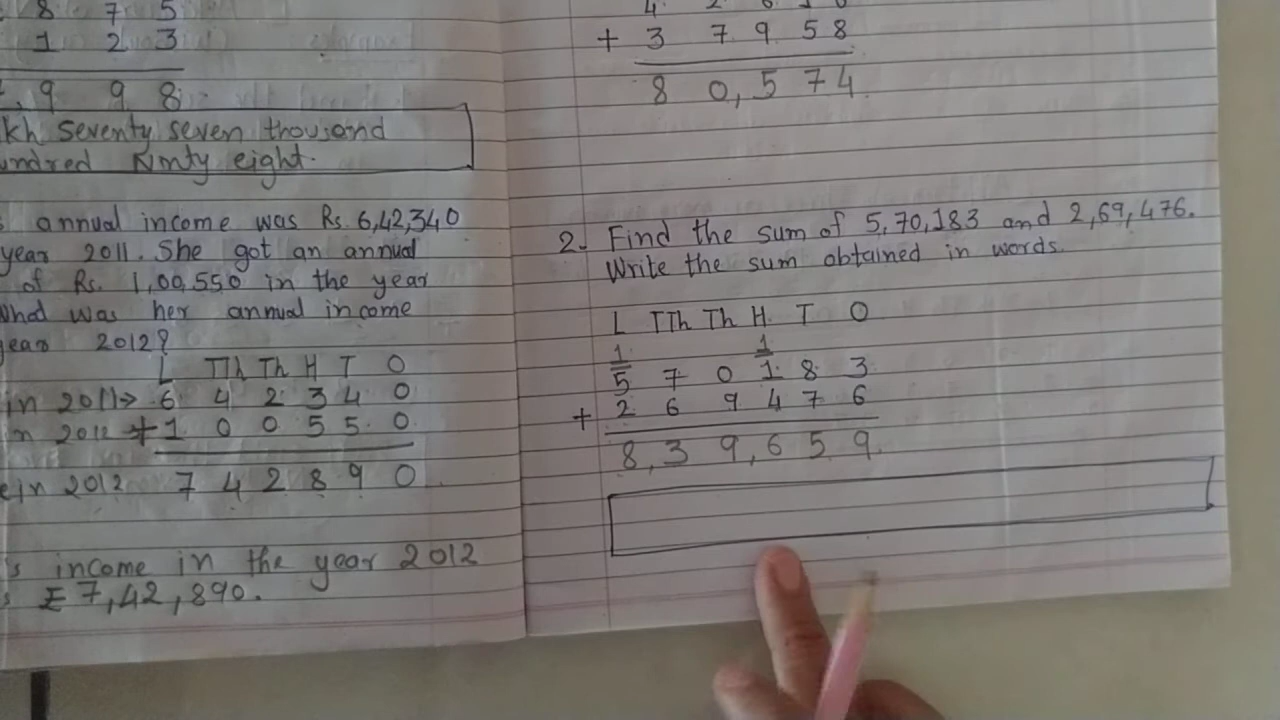 8 7 5
1 2 3
, 9 9 8
kh seventy seven thousand
undred Ninty eight.
s annual income was Rs. 6,42,340
year 2011. She got an annual
of Rs. 1,00,550 in the year
what was her annual income
year 2012?
L TTh Th H T O
in 2011→ 6 4 2 3 4 0
in 2012 + 1 0 0 5 5 0
e in 2012 7 4 2 8 9 0
's income in the year 2012
s ₹ 7,42,890.
+ 3 7 9 5 8
8 0, 5 7 4
2. Find the sum of 5,70,183 and 2,69,476.
Write the sum obtained in words.
L TTh Th H T O
1 1
5 7 0 1 8 3
+ 2 6 9 4 7 6
8, 3 9, 6 5 9